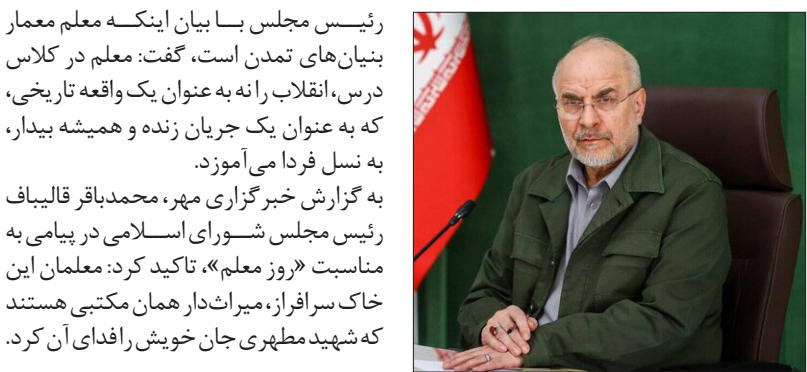 رئیس مجلس با بیان اینکه معلم معمار
بنیان‌های تمدن است، گفت: معلم در کلاس
درس، انقلاب را نه به عنوان یک واقعه تاریخی،
که به عنوان یک جریان زنده و همیشه بیدار،
به نسل فردا می‌آموزد.
به گزارش خبرگزاری مهر، محمدباقر قالیباف
رئیس مجلس شورای اسلامی در پیامی به
مناسبت «روز معلم»، تاکید کرد: معلمان این
خاک سرافراز، میراث‌دار همان مکتبی هستند
که شهید مطهری جان خویش را فدای آن کرد.